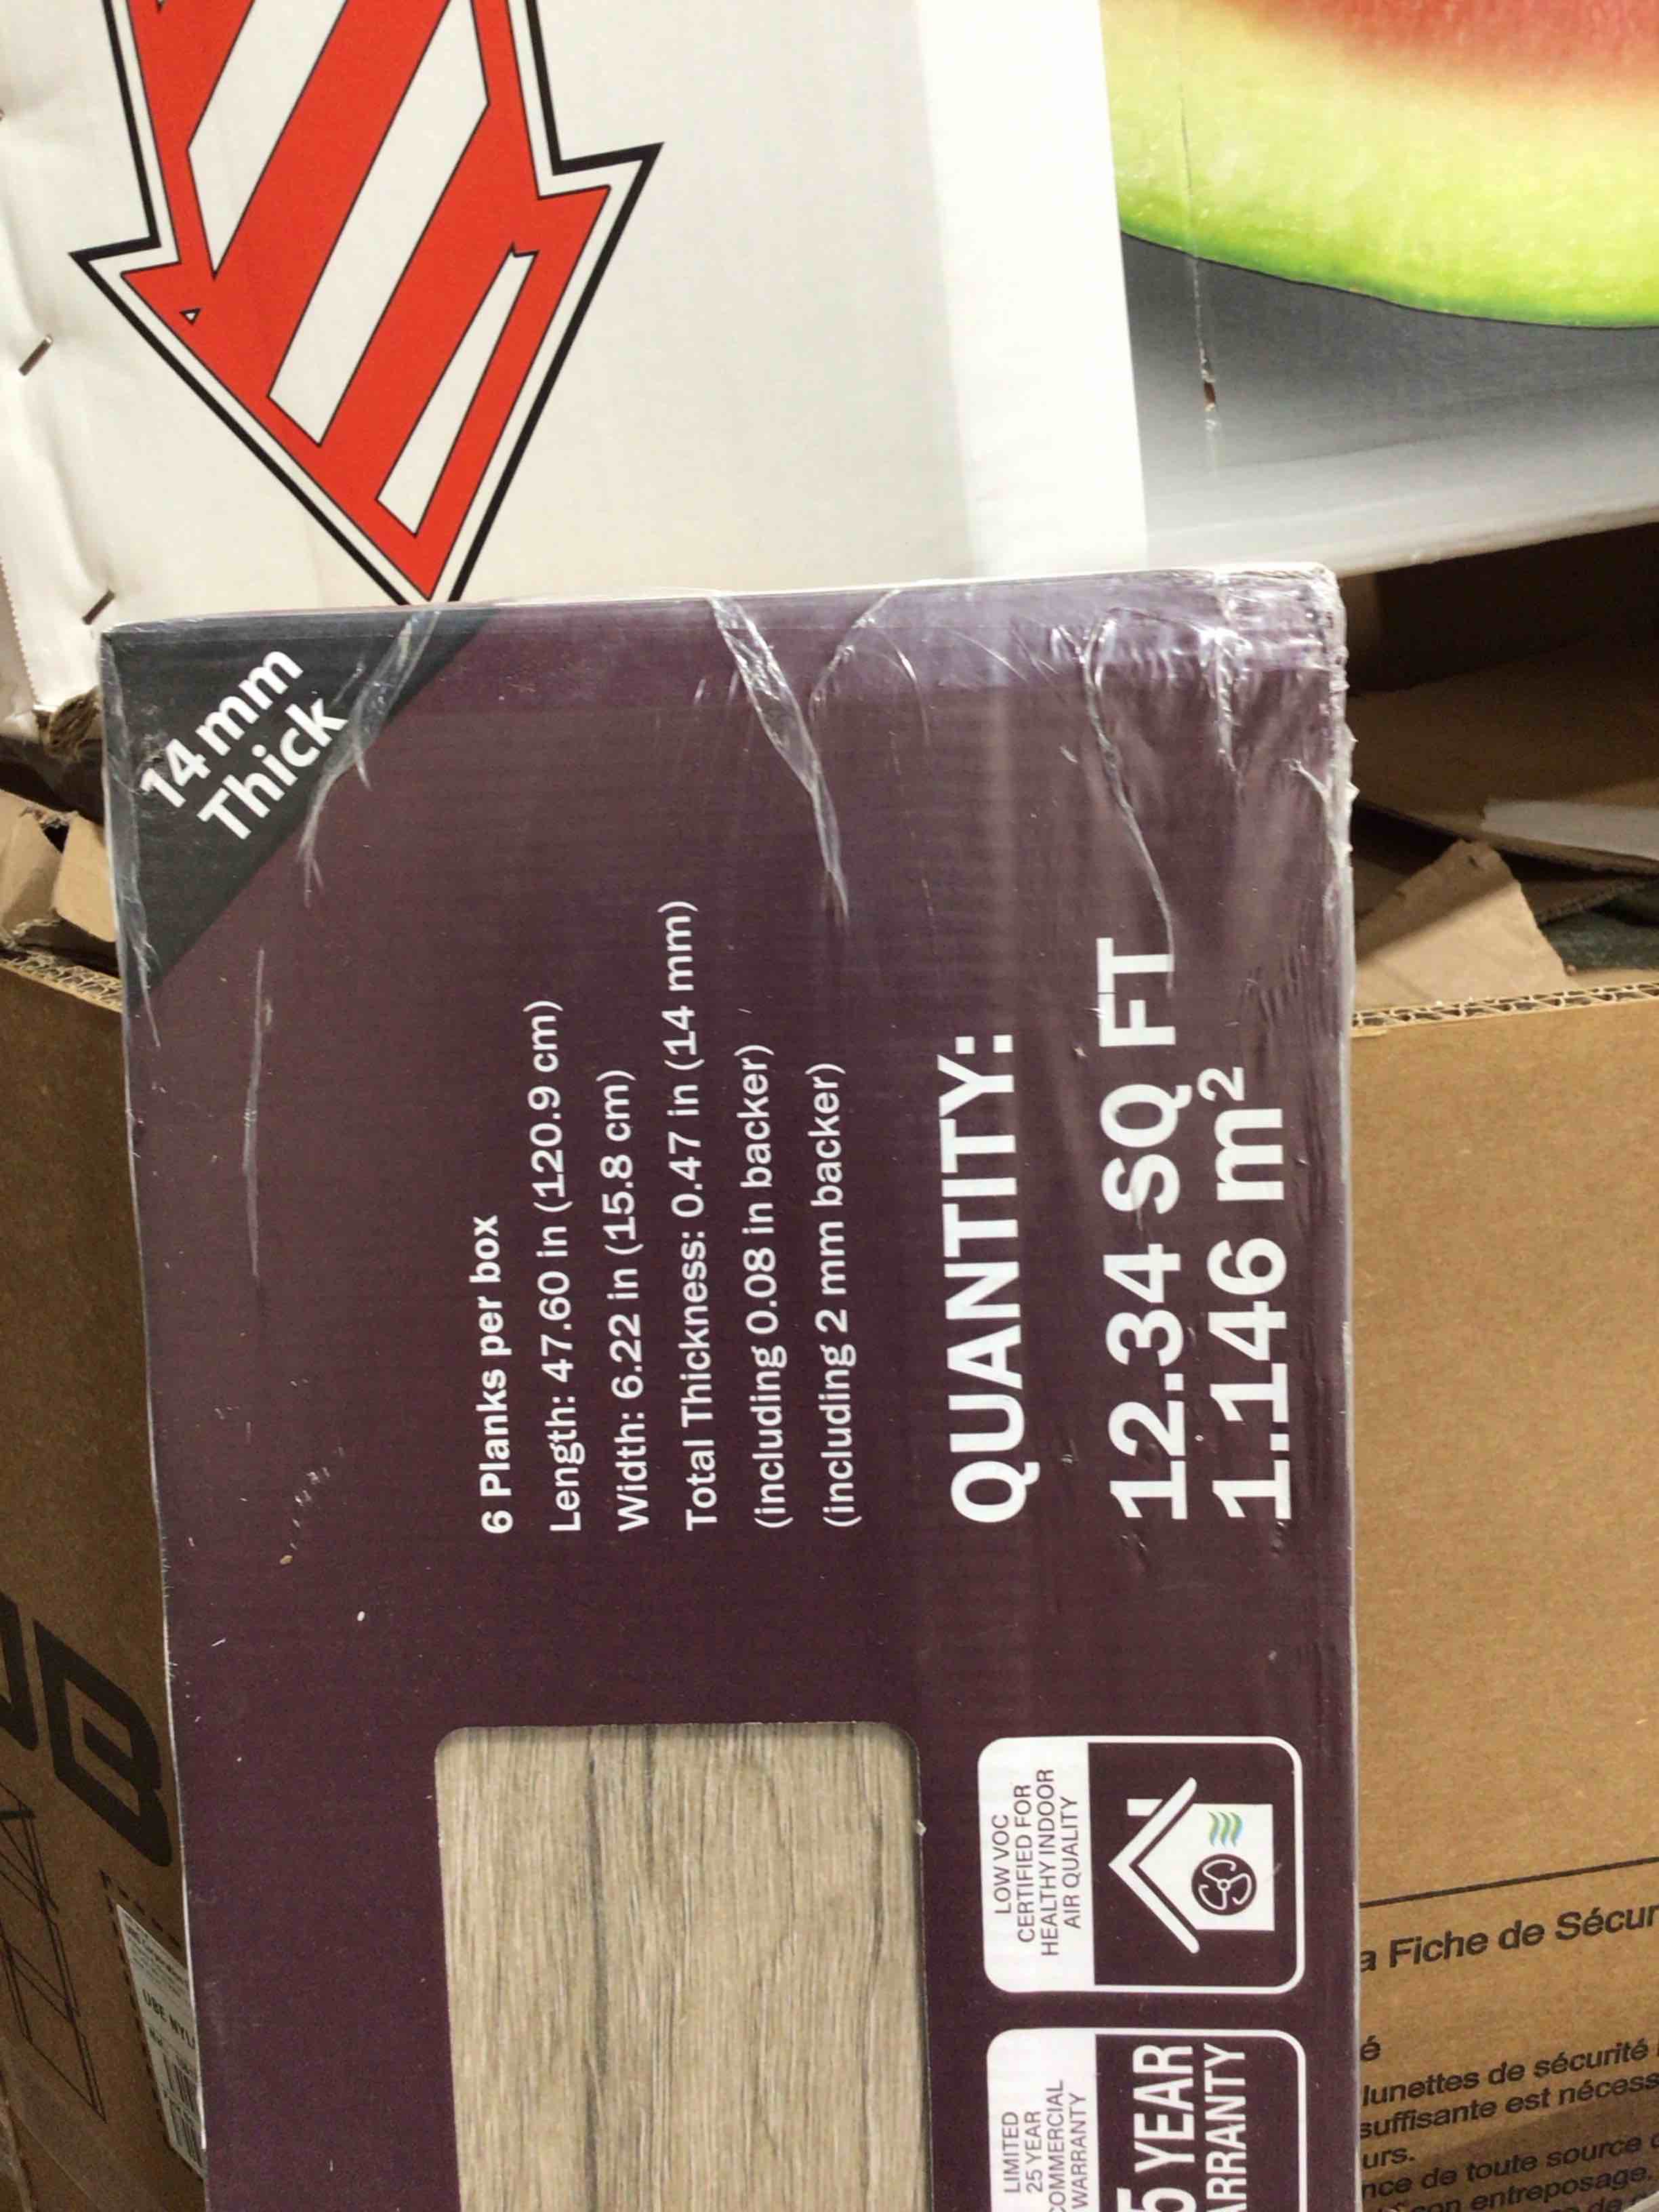 14 mm
Thick
6 Planks per box
Length: 47.60 in (120.9 cm)
Width: 6.22 in (15.8 cm)
Total Thickness: 0.47 in (14 mm)
(including 0.08 in backer)
(including 2 mm backer)
QUANTITY:
12.34 SQ FT
1.146 m²
LOW VOC
CERTIFIED FOR
HEALTHY INDOOR
AIR QUALITY
LIMITED
25 YEAR
COMMERCIAL
WARRANTY
5 YEAR
ARRANTY
a Fiche de Sécur
é
lunettes de sécurité
suffisante est nécess
urs.
nce de toute source
entreposage.